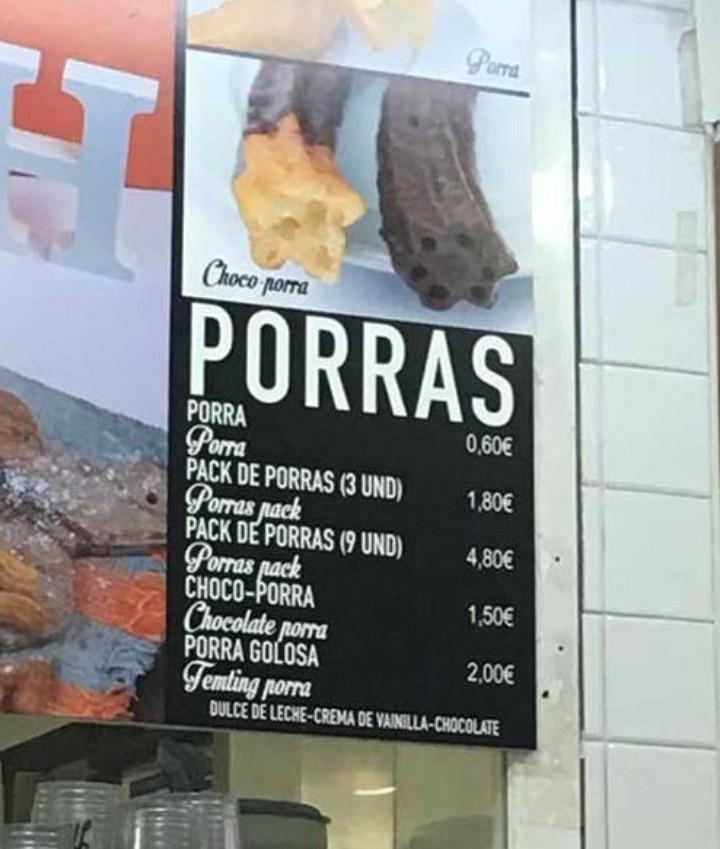 H
Porra
Choco-porra
PORRAS
PORRA
Porra 0,60€
PACK DE PORRAS (3 UND)
Porras pack 1,80€
PACK DE PORRAS (9 UND)
Porras pack 4,80€
CHOCO-PORRA
Chocolate porra 1,50€
PORRA GOLOSA
Temting porra 2,00€
DULCE DE LECHE-CREMA DE VAINILLA-CHOCOLATE